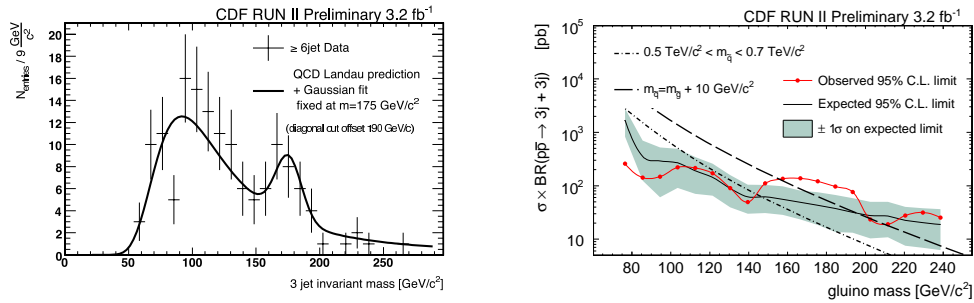 CDF RUN II Preliminary 3.2 fb⁻¹
N_entries / 9 GeV/c²
20
18
16
14
12
10
8
6
4
2
0
≥ 6jet Data
QCD Landau prediction
+ Gaussian fit
fixed at m=175 GeV/c²
(diagonal cut offset 190 GeV/c)
0 50 100 150 200 250
3 jet invariant mass [GeV/c²]
CDF RUN II Preliminary 3.2 fb⁻¹
σ × BR(pp̅ → 3j + 3j) [pb]
10⁵
10⁴
10³
10²
10
0.5 TeV/c² < m_q̃ < 0.7 TeV/c²
m_q̃=m_g̃ + 10 GeV/c²
Observed 95% C.L. limit
Expected 95% C.L. limit
± 1σ on expected limit
60 80 100 120 140 160 180 200 220 240
gluino mass [GeV/c²]